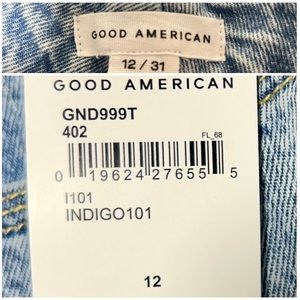 GOOD AMERICAN
12 / 31
GOOD AMERICAN
GND999T
402
FL_68
0 19624 27655 5
I101
INDIGO101
12